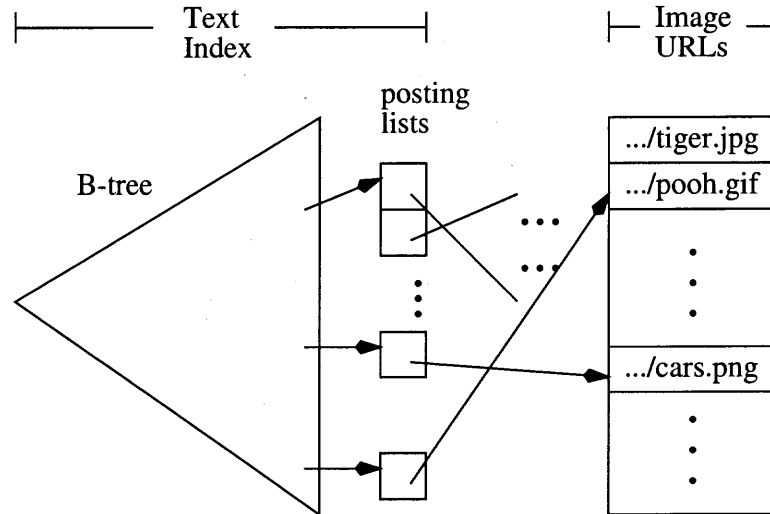 Text
Index
Image
URLs
posting
lists
B-tree
.../tiger.jpg
.../pooh.gif
.../cars.png